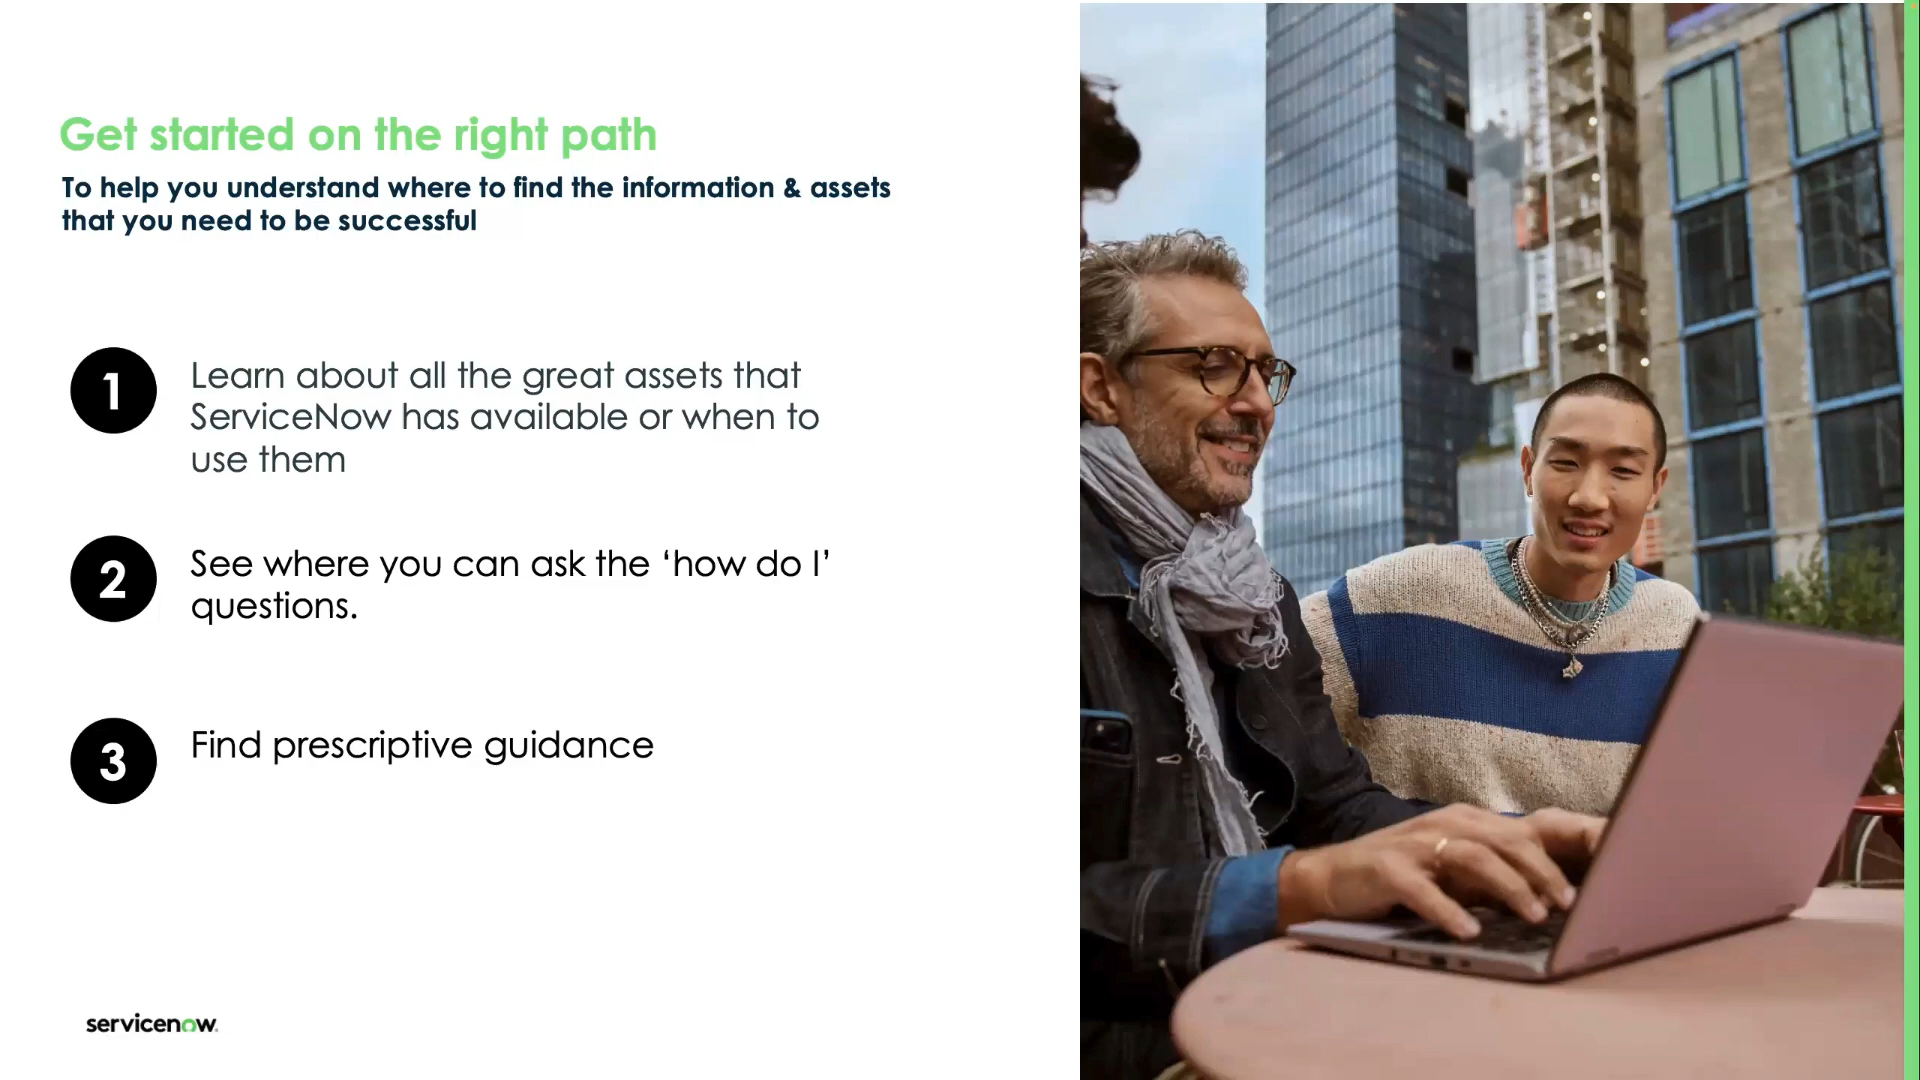 Get started on the right path
To help you understand where to find the information & assets
that you need to be successful
1
Learn about all the great assets that
ServiceNow has available or when to
use them
2
See where you can ask the ‘how do I’
questions.
3
Find prescriptive guidance
servicenow.